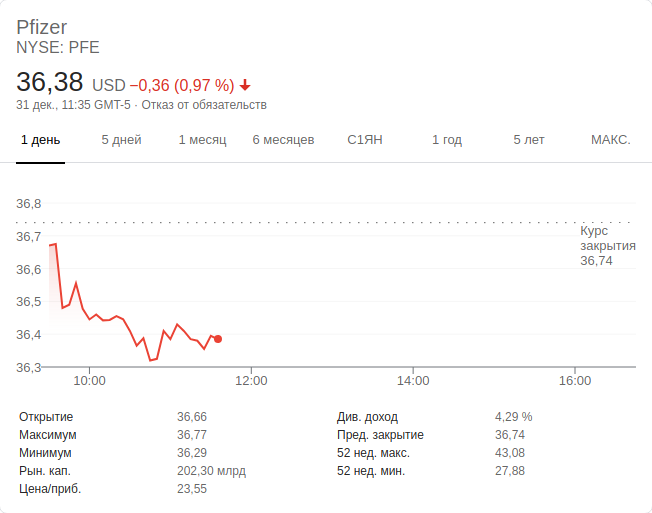 Pfizer
NYSE: PFE
36,38 USD −0,36 (0,97 %)
31 дек., 11:35 GMT-5 · Отказ от обязательств
1 день 5 дней 1 месяц 6 месяцев С1ЯН 1 год 5 лет МАКС.
36,8
36,7
36,6
36,5
36,4
36,3
Курс
закрытия
36,74
10:00 12:00 14:00 16:00
Открытие 36,66 Див. доход 4,29 %
Максимум 36,77 Пред. закрытие 36,74
Минимум 36,29 52 нед. макс. 43,08
Рын. кап. 202,30 млрд 52 нед. мин. 27,88
Цена/приб. 23,55